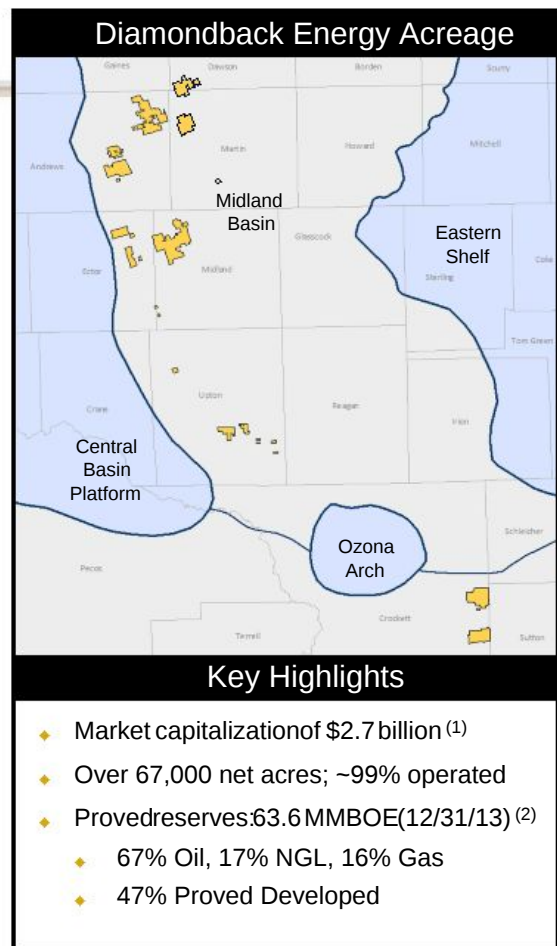 Diamondback Energy Acreage
Gaines
Dawson
Borden
Scurry
Andrews
Martin
Howard
Mitchell
Midland
Basin
Glasscock
Eastern
Shelf
Ector
Midland
Sterling
Coke
Tom Green
Crane
Upton
Reagan
Irion
Central
Basin
Platform
Ozona
Arch
Schleicher
Pecos
Crockett
Terrell
Sutton
Key Highlights
Market capitalizationof $2.7 billion (1)
Over 67,000 net acres; ~99% operated
Provedreserves:63.6 MMBOE(12/31/13) (2)
67% Oil, 17% NGL, 16% Gas
47% Proved Developed